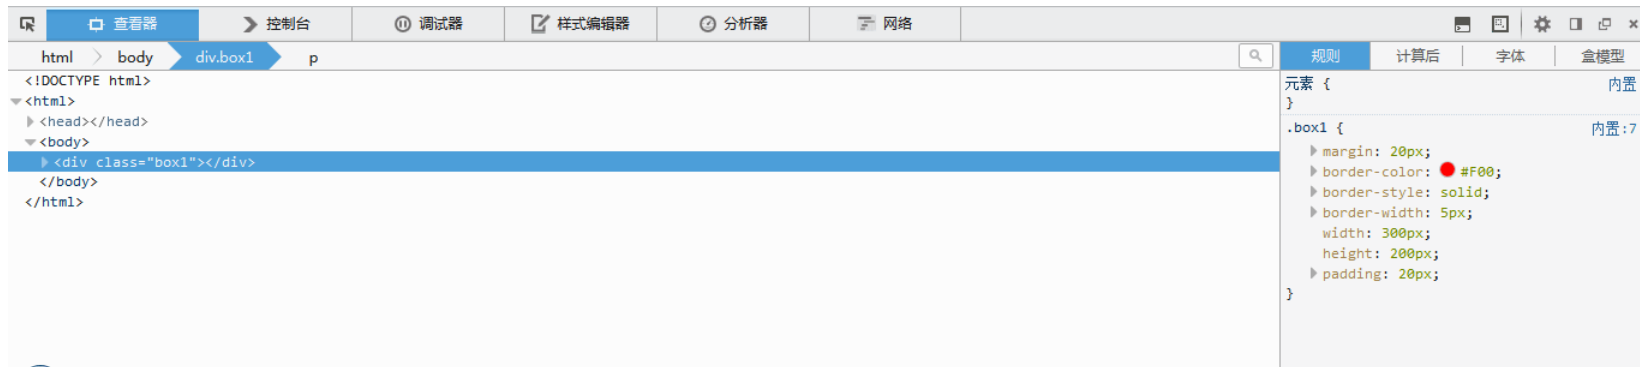 查看器 控制台 调试器 样式编辑器 分析器 网络
html body div.box1 p
规则 计算后 字体 盒模型
<!DOCTYPE html>
<html>
<head></head>
<body>
<div class="box1"></div>
</body>
</html>
元素 { 内置
}
.box1 { 内置:7
margin: 20px;
border-color: #F00;
border-style: solid;
border-width: 5px;
width: 300px;
height: 200px;
padding: 20px;
}